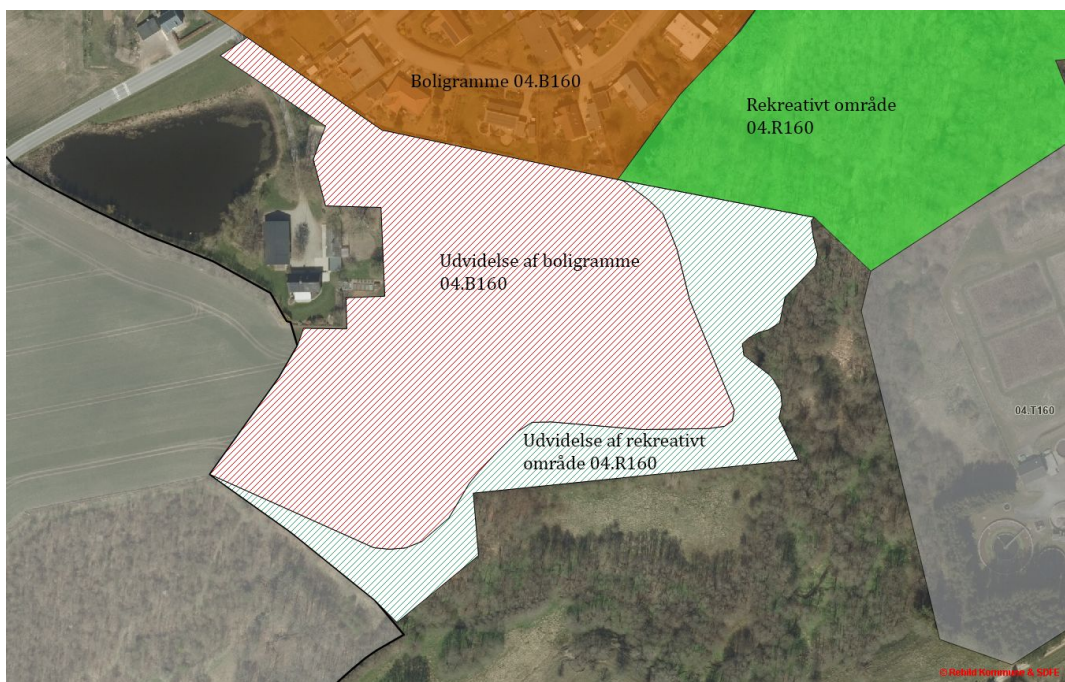 Boligramme 04.B160
Rekreativt område
04.R160
Udvidelse af boligramme
04.B160
04.T160
Udvidelse af rekreativt
område 04.R160
© Rebild Kommune & SDFE